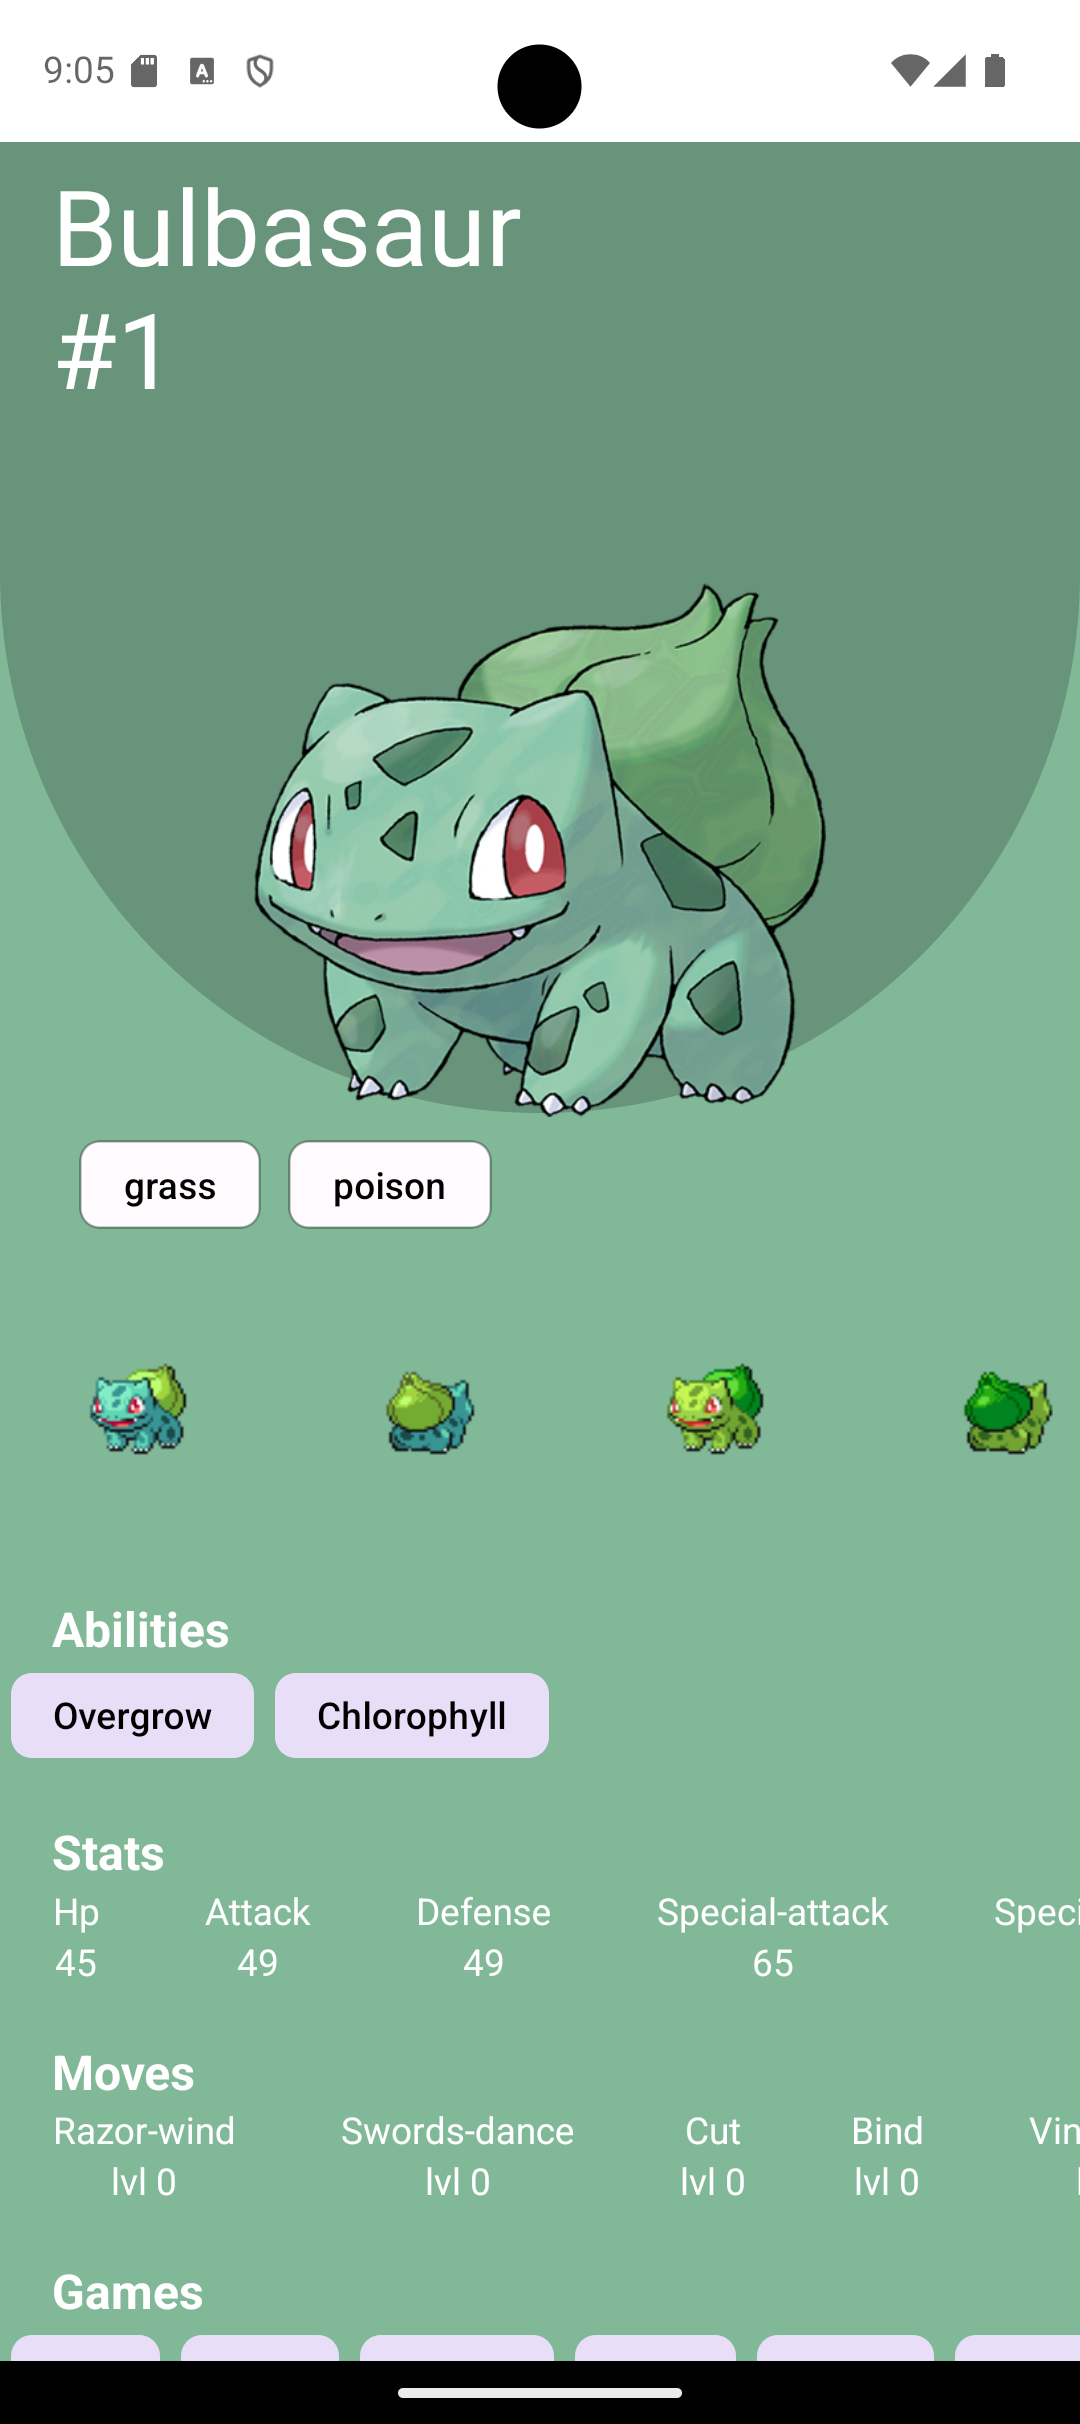 9:05
Bulbasaur
#1
grass poison
Abilities
Overgrow Chlorophyll
Stats
Hp Attack Defense Special-attack
45 49 49 65
Moves
Razor-wind Swords-dance Cut Bind
lvl 0 lvl 0 lvl 0 lvl 0
Games